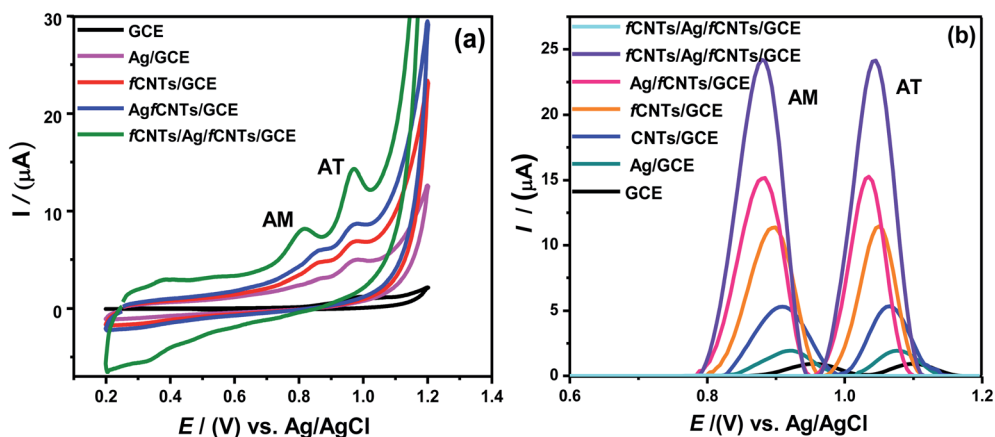 (a)
GCE
Ag/GCE
fCNTs/GCE
AgfCNTs/GCE
fCNTs/Ag/fCNTs/GCE
AM
AT
I / (μA)
30
20
10
0
0.2
0.4
0.6
0.8
1.0
1.2
1.4
E / (V) vs. Ag/AgCl
(b)
fCNTs/Ag/fCNTs/GCE
fCNTs/Ag/fCNTs/GCE
Ag/fCNTs/GCE
fCNTs/GCE
CNTs/GCE
Ag/GCE
GCE
AM
AT
I / (μA)
25
20
15
10
5
0
0.6
0.8
1.0
1.2
E /(V) vs. Ag/AgCl